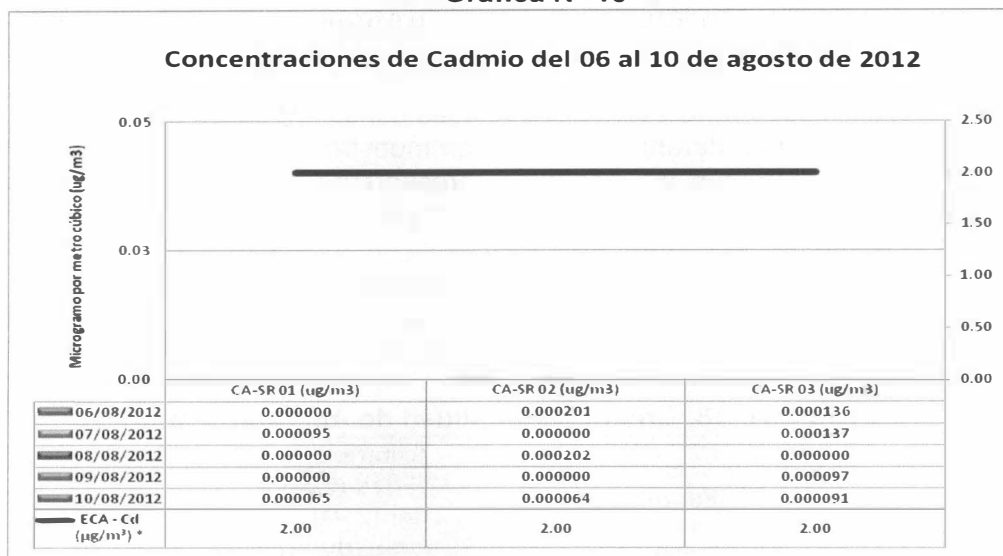 Concentraciones de Cadmio del 06 al 10 de agosto de 2012
Microgramo por metro cúbico (ug/m3)
0.05
0.03
0.00
2.50
2.00
1.50
1.00
0.50
0.00
CA-SR 01 (ug/m3) CA-SR 02 (ug/m3) CA-SR 03 (ug/m3)
06/08/2012 0.000000 0.000201 0.000136
07/08/2012 0.000095 0.000000 0.000137
08/08/2012 0.000000 0.000202 0.000000
09/08/2012 0.000000 0.000000 0.000097
10/08/2012 0.000065 0.000064 0.000091
ECA - Cd (µg/m³) * 2.00 2.00 2.00